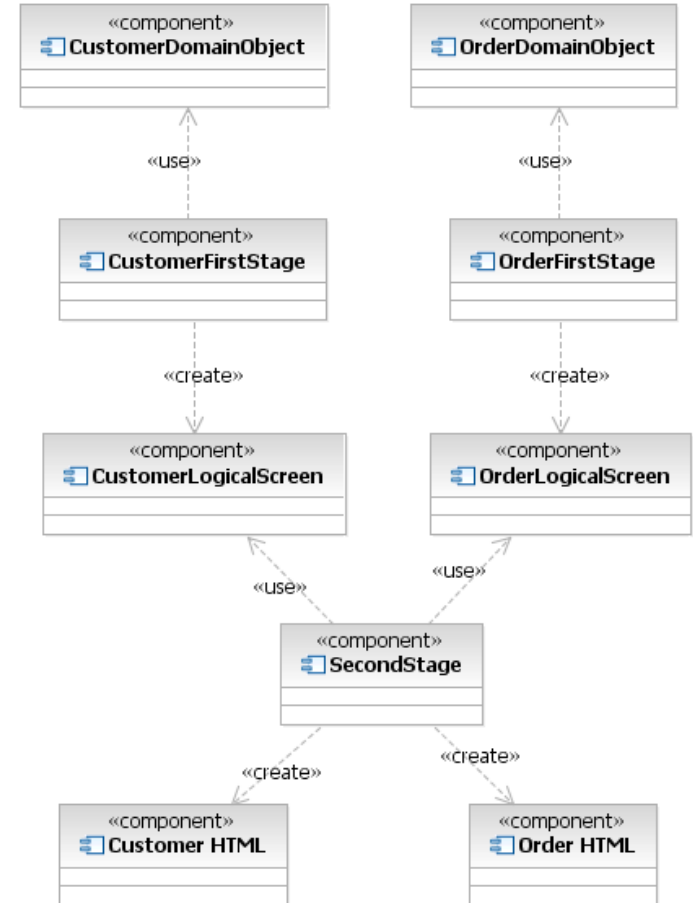 «component»
CustomerDomainObject
«component»
OrderDomainObject
«use»
«use»
«component»
CustomerFirstStage
«component»
OrderFirstStage
«create»
«create»
«component»
CustomerLogicalScreen
«component»
OrderLogicalScreen
«use»
«use»
«component»
SecondStage
«create»
«create»
«component»
Customer HTML
«component»
Order HTML